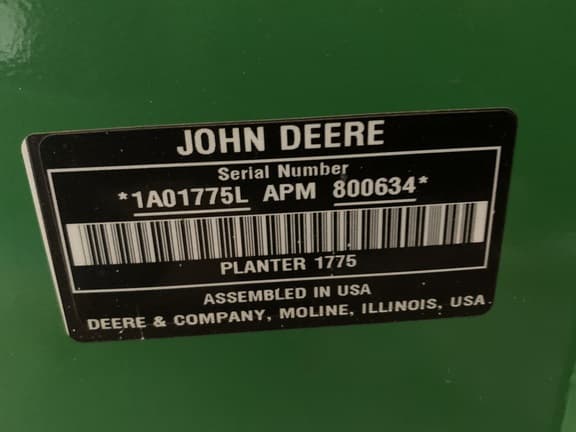 JOHN DEERE
Serial Number
*1A01775L APM 800634*
PLANTER 1775
ASSEMBLED IN USA
DEERE & COMPANY, MOLINE, ILLINOIS, USA